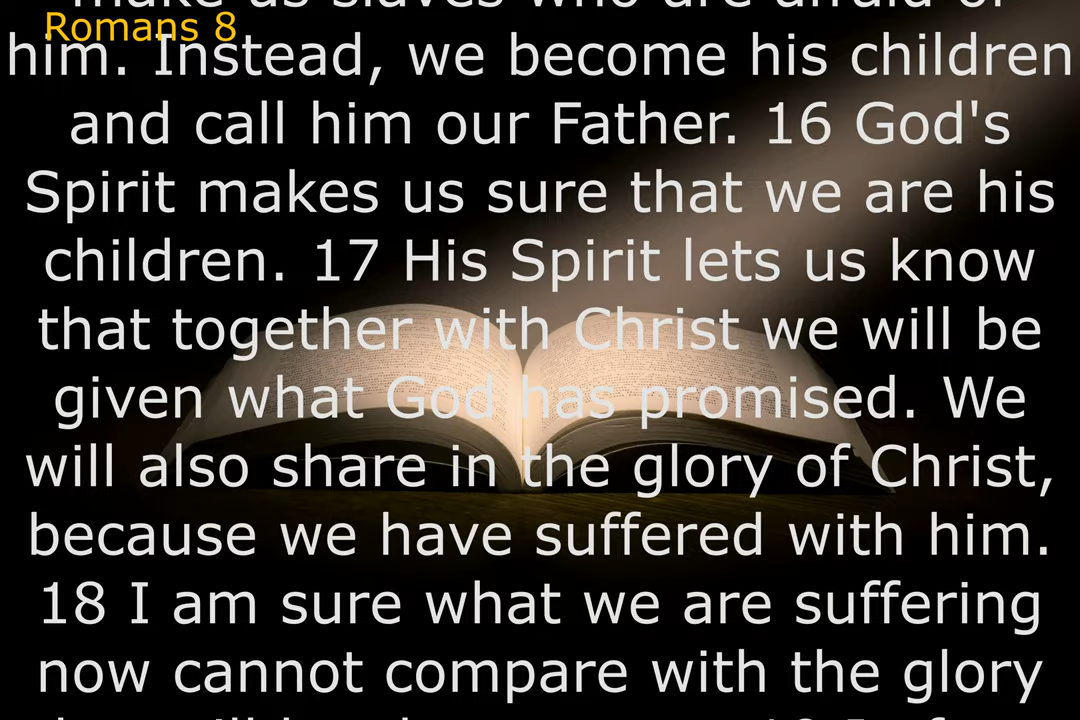 make us slaves who are afraid of
Romans 8
him. Instead, we become his children
and call him our Father. 16 God's
Spirit makes us sure that we are his
children. 17 His Spirit lets us know
that together with Christ we will be
given what God has promised. We
will also share in the glory of Christ,
because we have suffered with him.
18 I am sure what we are suffering
now cannot compare with the glory